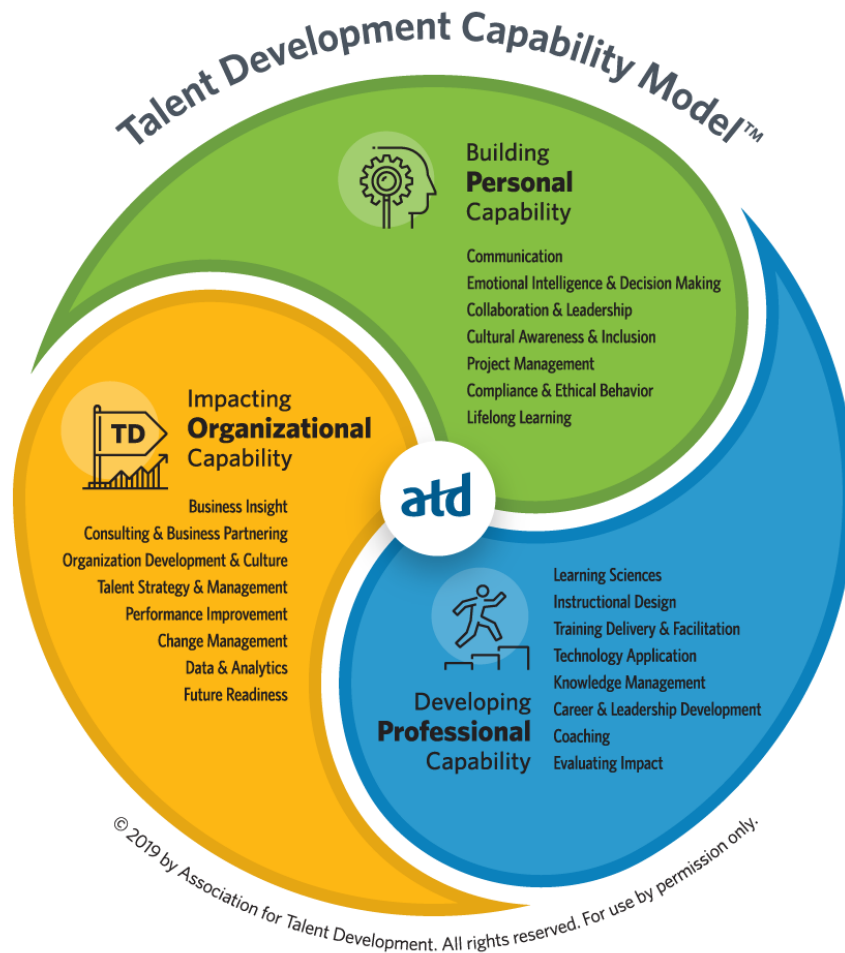 Talent Development Capability Model™
Building
Personal
Capability
Communication
Emotional Intelligence & Decision Making
Collaboration & Leadership
Cultural Awareness & Inclusion
Project Management
Compliance & Ethical Behavior
Lifelong Learning
TD
Impacting
Organizational
Capability
Business Insight
Consulting & Business Partnering
Organization Development & Culture
Talent Strategy & Management
Performance Improvement
Change Management
Data & Analytics
Future Readiness
atd
Developing
Professional
Capability
Learning Sciences
Instructional Design
Training Delivery & Facilitation
Technology Application
Knowledge Management
Career & Leadership Development
Coaching
Evaluating Impact
© 2019 by Association for Talent Development. All rights reserved. For use by permission only.